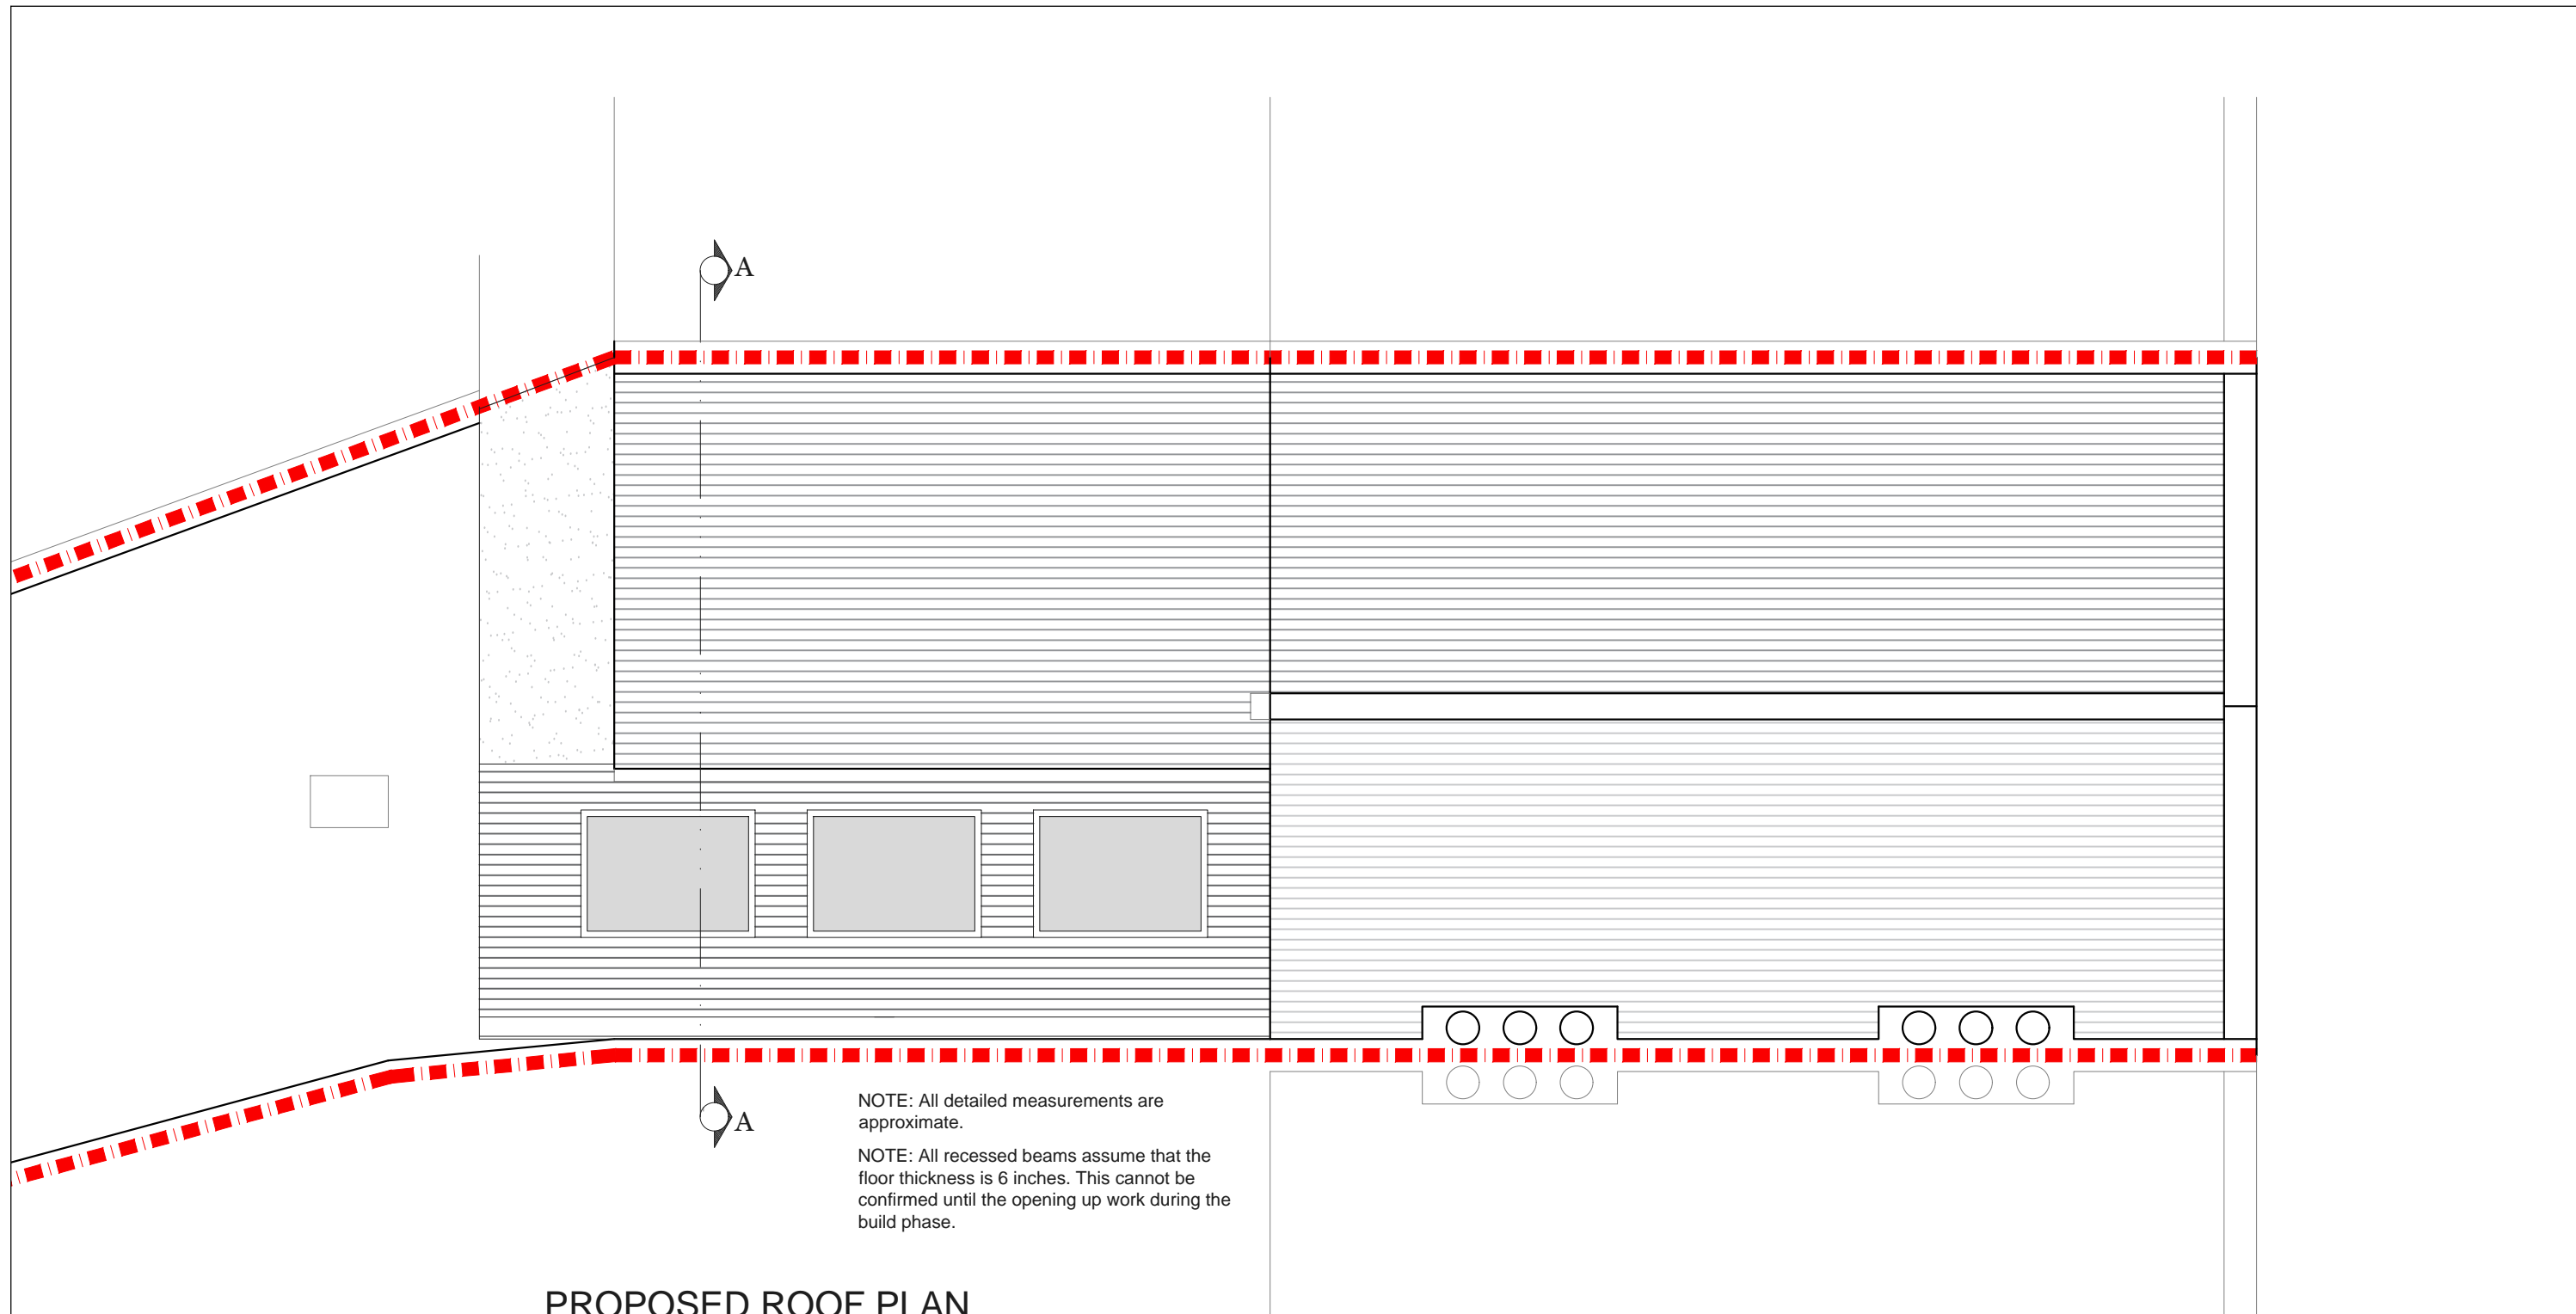 A
A
NOTE: All detailed measurements are
approximate.
NOTE: All recessed beams assume that the
floor thickness is 6 inches. This cannot be
confirmed until the opening up work during the
build phase.
PROPOSED ROOF PLAN